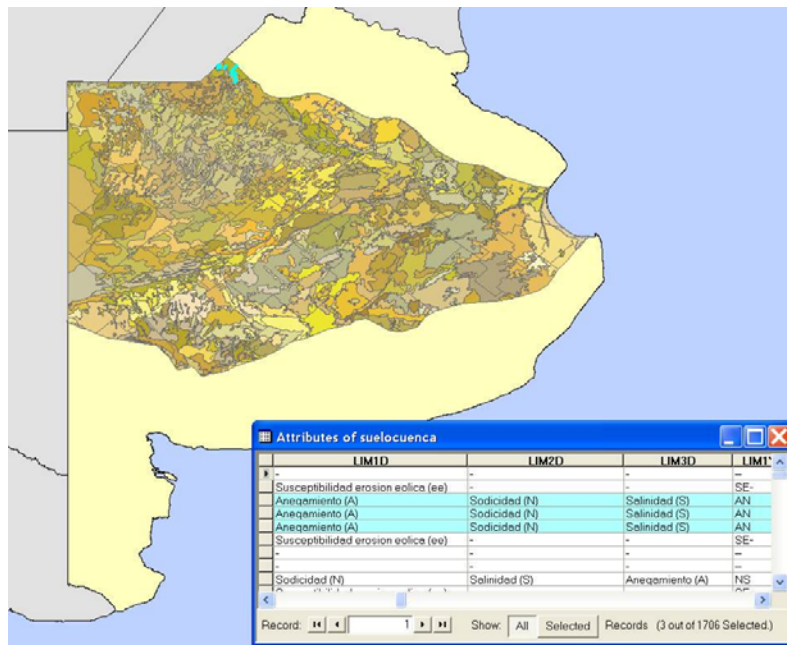 Attributes of suelocuenca
LIM1D LIM2D LIM3D LIM1'
- - - --
Susceptibilidad erosion eolica (ee) - - SE-
Anegamiento (A) Sodicidad (N) Salinidad (S) AN
Anegamiento (A) Sodicidad (N) Salinidad (S) AN
Anegamiento (A) Sodicidad (N) Salinidad (S) AN
Susceptibilidad erosion eolica (ee) - - SE-
- - - --
- - - --
Sodicidad (N) Salinidad (S) Anegamiento (A) NS
Record: 1 Show: All Selected Records (3 out of 1706 Selected.)